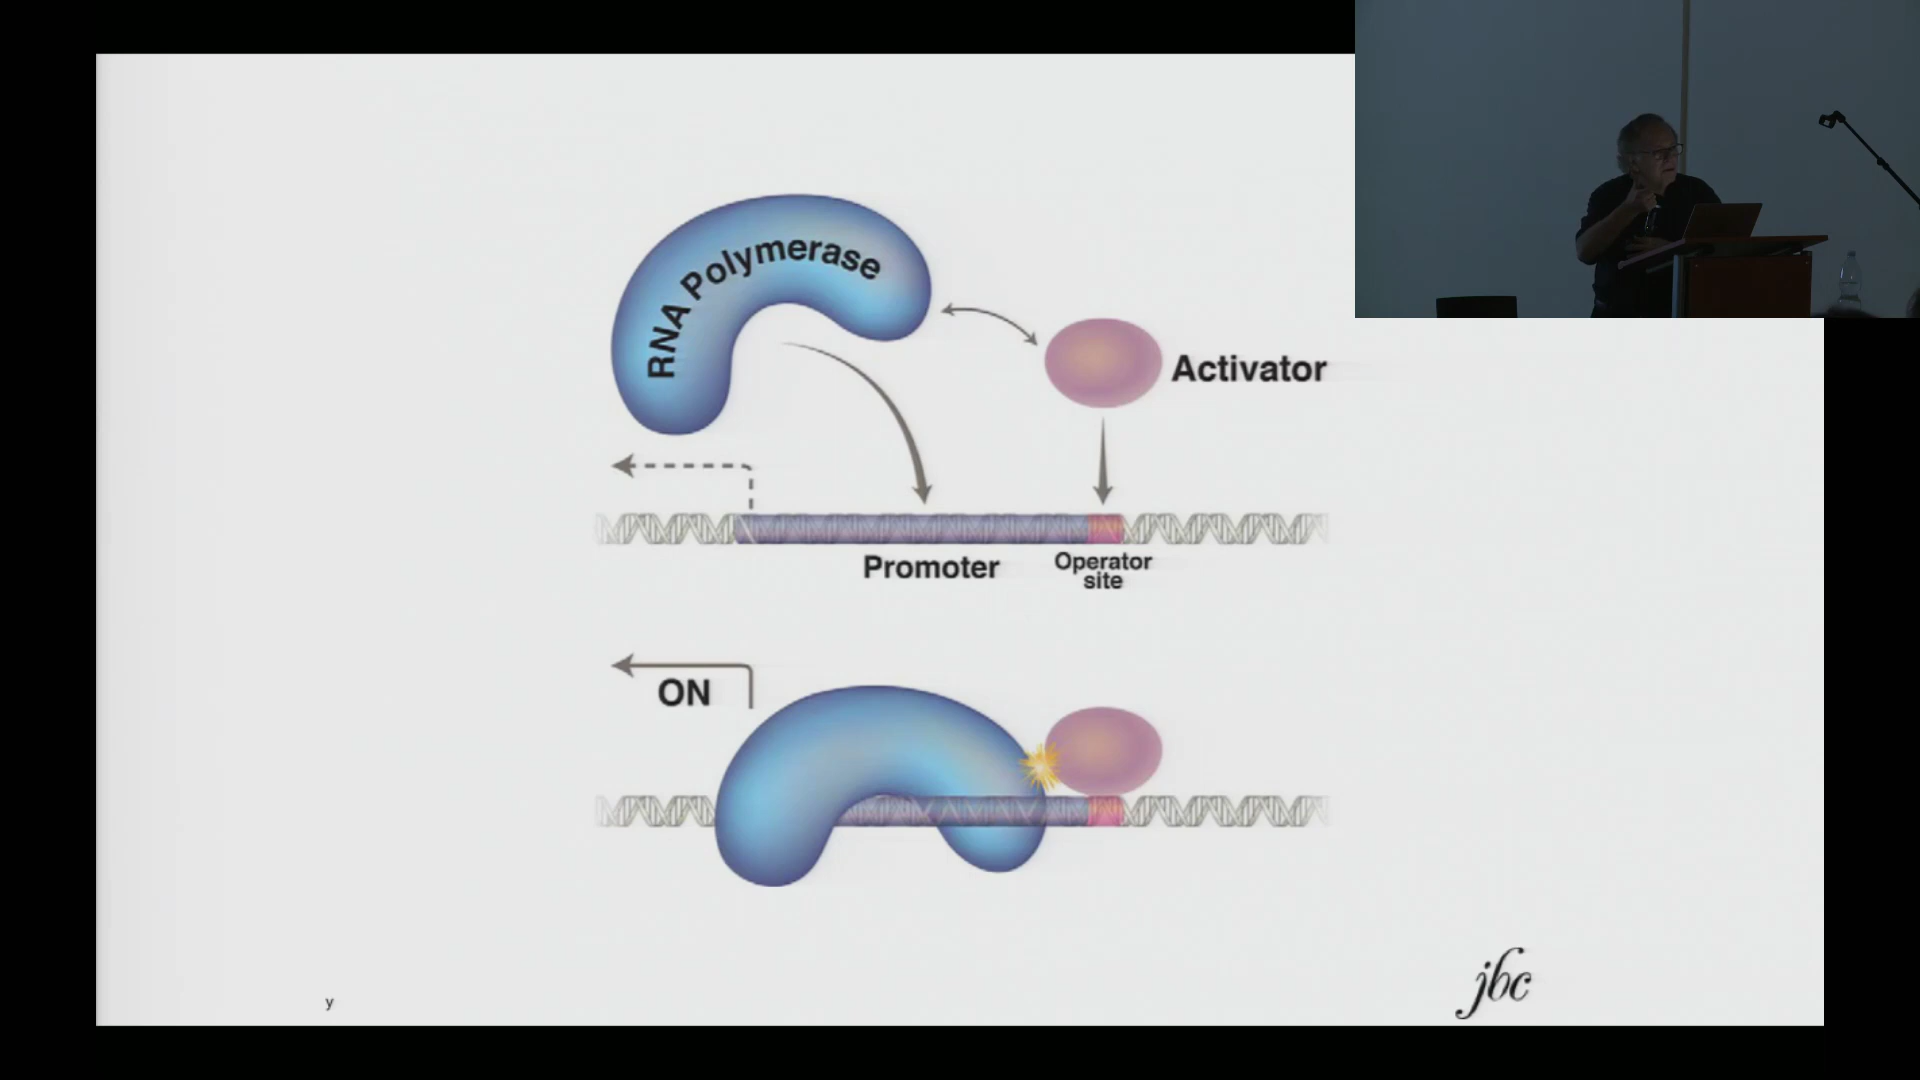 RNA Polymerase
Activator
Promoter
Operator
site
ON
y
jbc